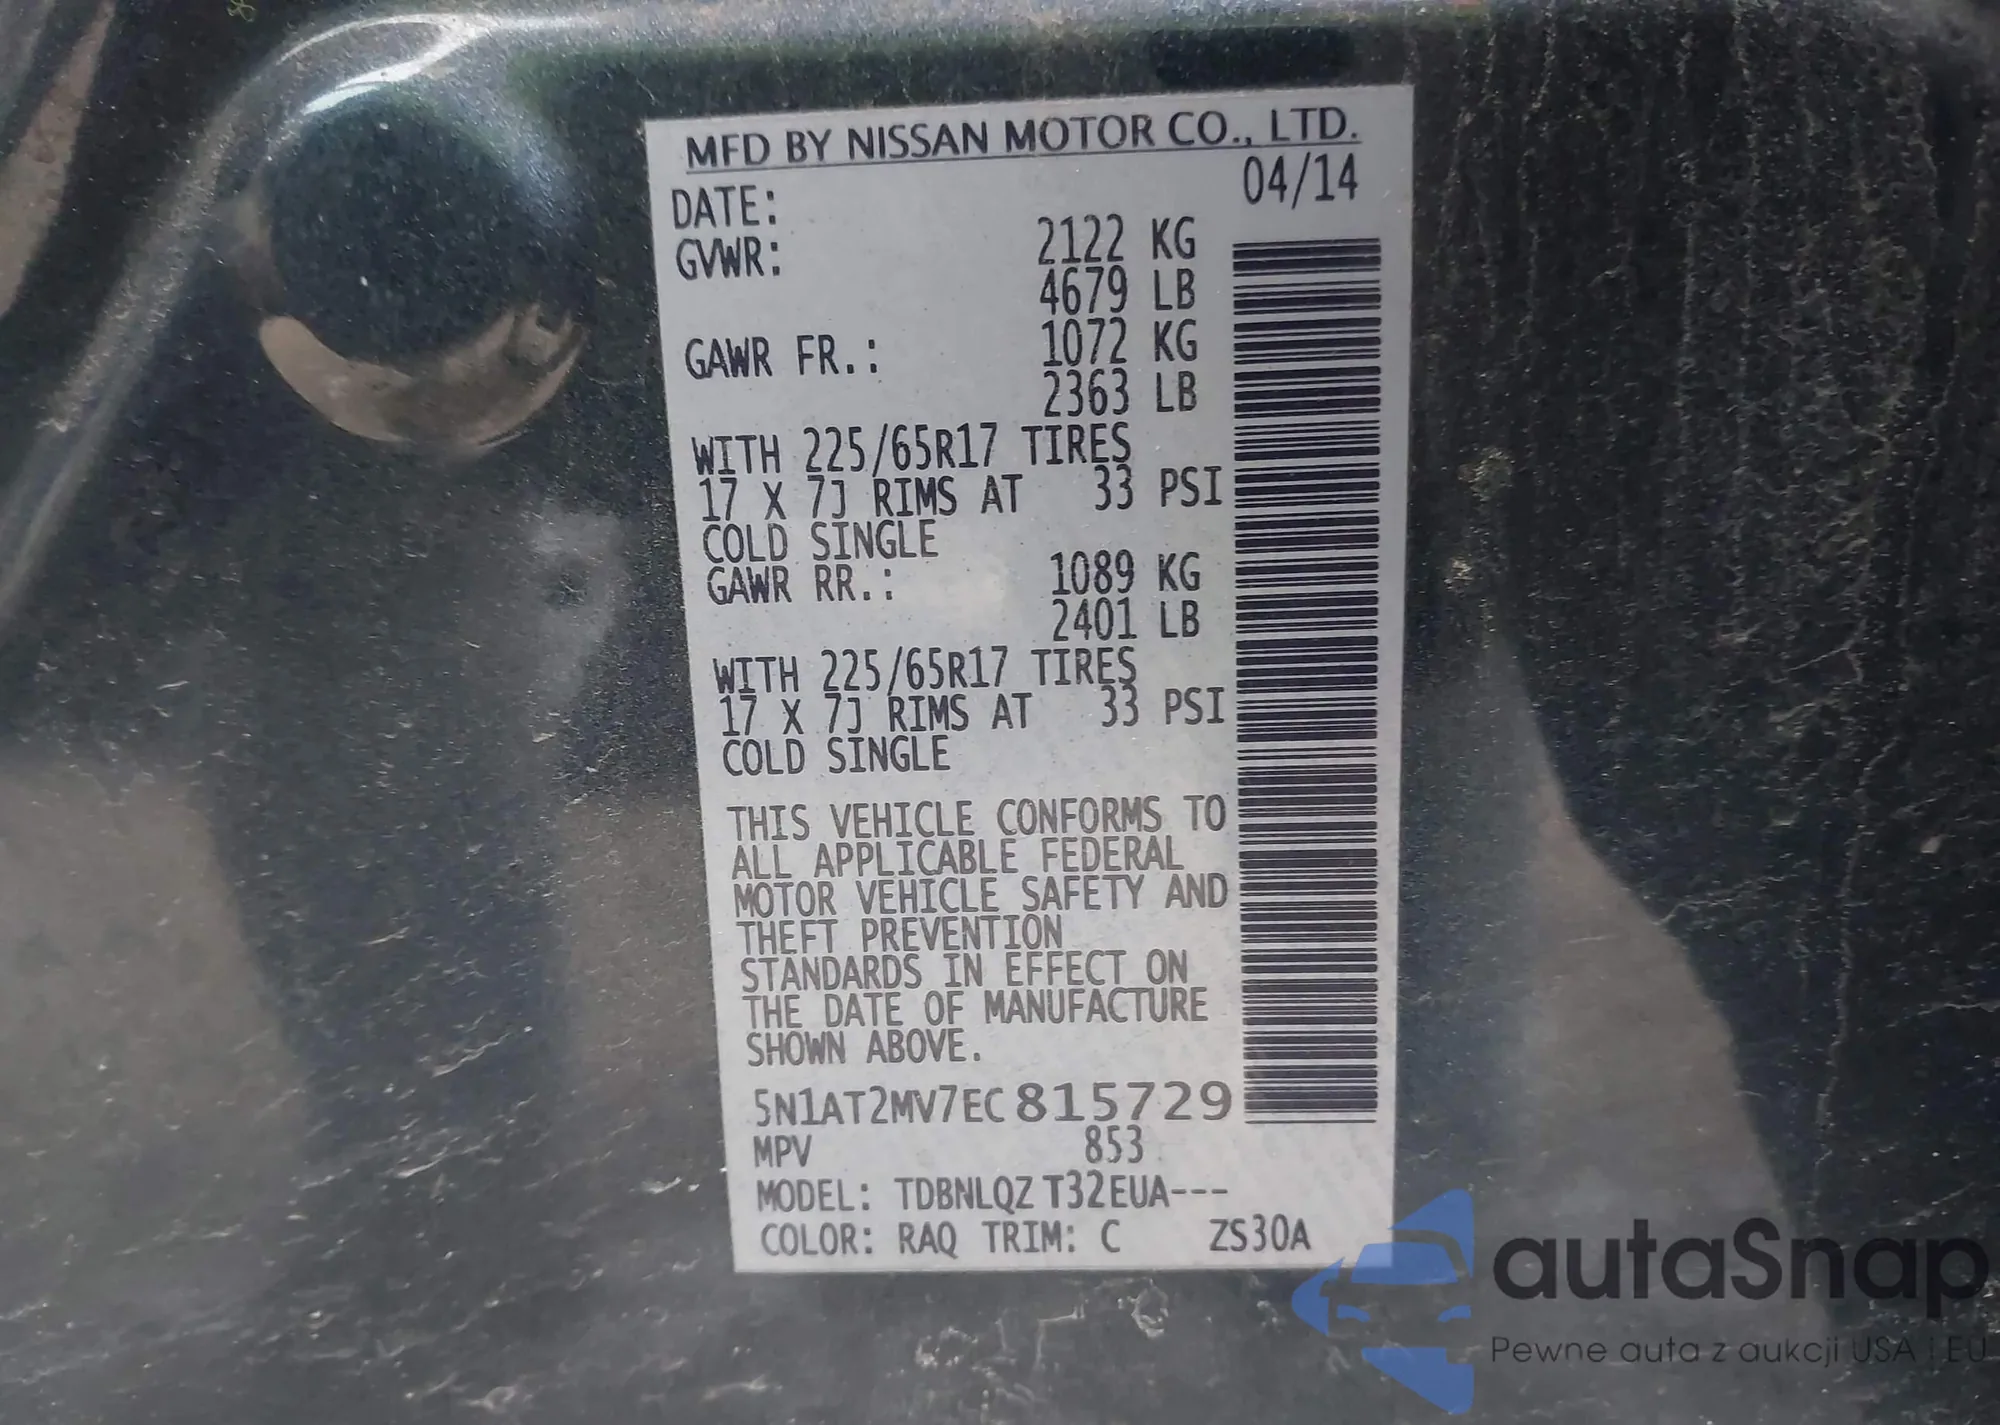 MFD BY NISSAN MOTOR CO., LTD.
DATE: 04/14
GVWR: 2122 KG
4679 LB
GAWR FR.: 1072 KG
2363 LB
WITH 225/65R17 TIRES
17 X 7J RIMS AT 33 PSI
COLD SINGLE
GAWR RR.: 1089 KG
2401 LB
WITH 225/65R17 TIRES
17 X 7J RIMS AT 33 PSI
COLD SINGLE
THIS VEHICLE CONFORMS TO
ALL APPLICABLE FEDERAL
MOTOR VEHICLE SAFETY AND
THEFT PREVENTION
STANDARDS IN EFFECT ON
THE DATE OF MANUFACTURE
SHOWN ABOVE.
5N1AT2MV7EC815729
MPV 853
MODEL: TDBNLQZ T32EUA---
COLOR: RAQ TRIM: C ZS30A
autaSnap
Pewne auta z aukcji USA i EU